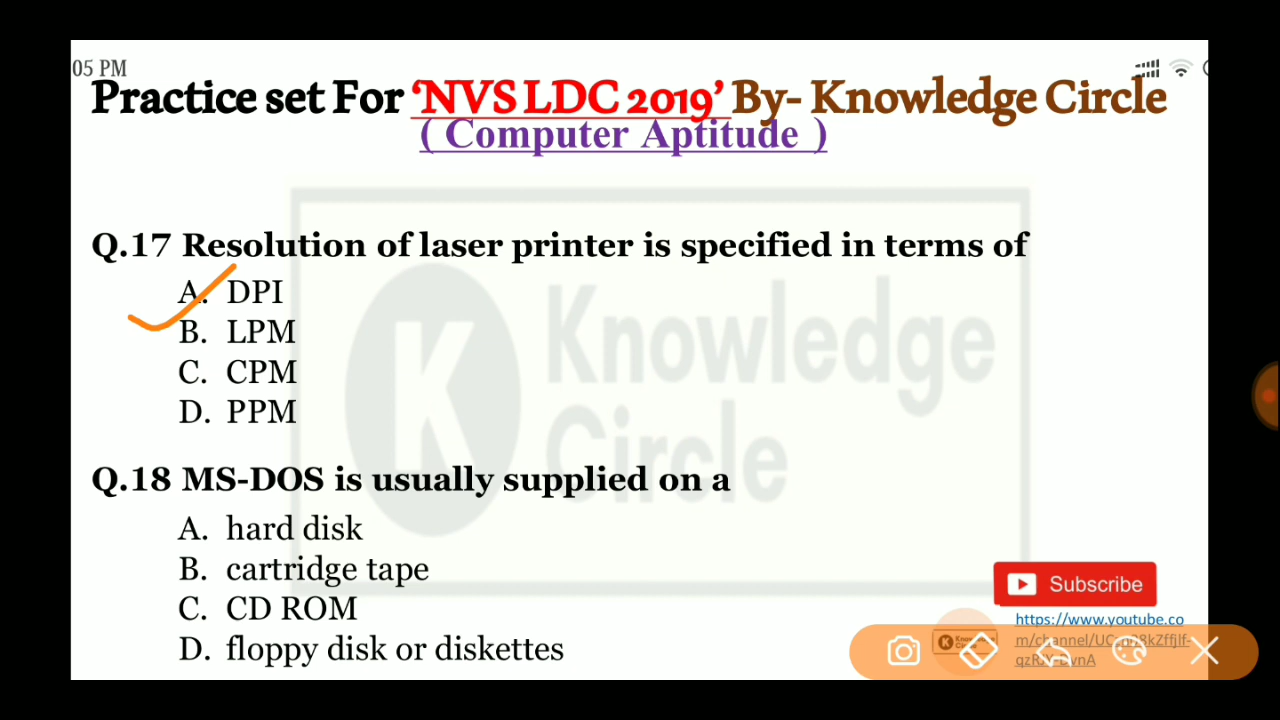 05 PM
Practice set For ‘NVS LDC 2019’ By- Knowledge Circle
( Computer Aptitude )
Q.17 Resolution of laser printer is specified in terms of
A. DPI
B. LPM
C. CPM
D. PPM
Knowledge
Circle
Q.18 MS-DOS is usually supplied on a
A. hard disk
B. cartridge tape
C. CD ROM
D. floppy disk or diskettes
Subscribe
https://www.youtube.co